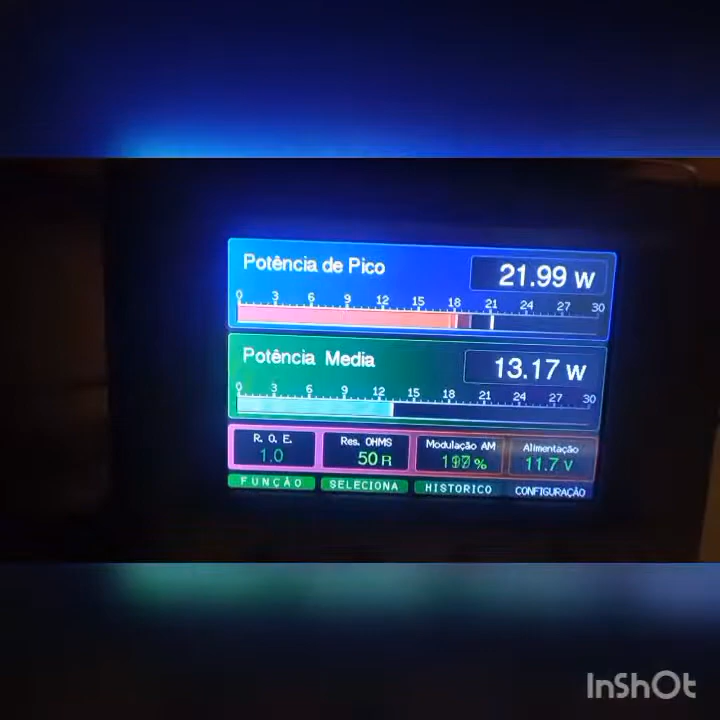 Potência de Pico
21.99 W
0 3 6 9 12 15 18 21 24 27 30
Potência Media
13.17 W
0 3 6 9 12 15 18 21 24 27 30
R. O. E. Res. OHMS Modulação AM Alimentação
1.0 50 R % 11.7 V
FUNCÃO SELECIONA HISTORICO CONFIGURAÇÃO
InShOt